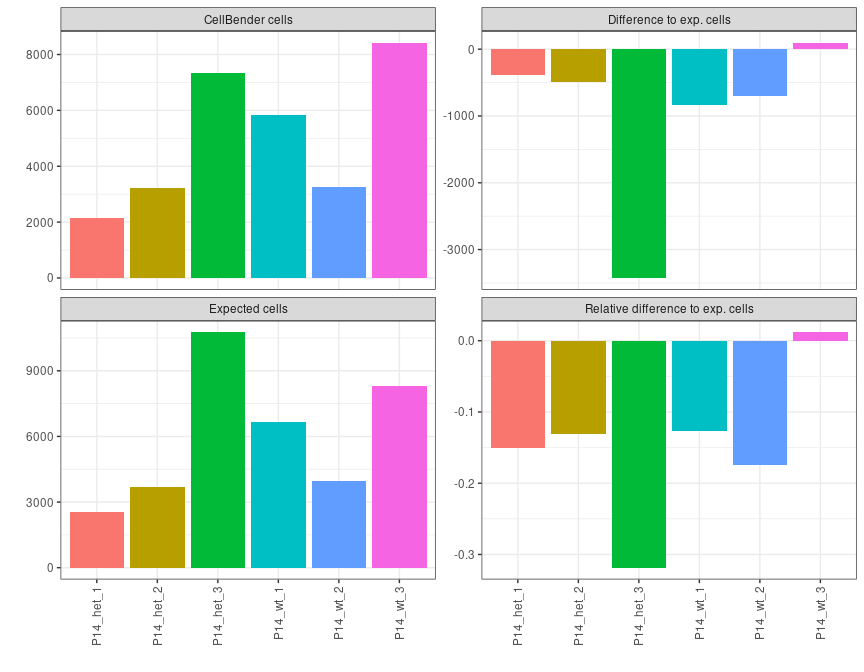 CellBender cells
8000
6000
4000
2000
0
Difference to exp. cells
0
-1000
-2000
-3000
Expected cells
9000
6000
3000
0
P14_het_1
P14_het_2
P14_het_3
P14_wt_1
P14_wt_2
P14_wt_3
Relative difference to exp. cells
0.0
-0.1
-0.2
-0.3
P14_het_1
P14_het_2
P14_het_3
P14_wt_1
P14_wt_2
P14_wt_3